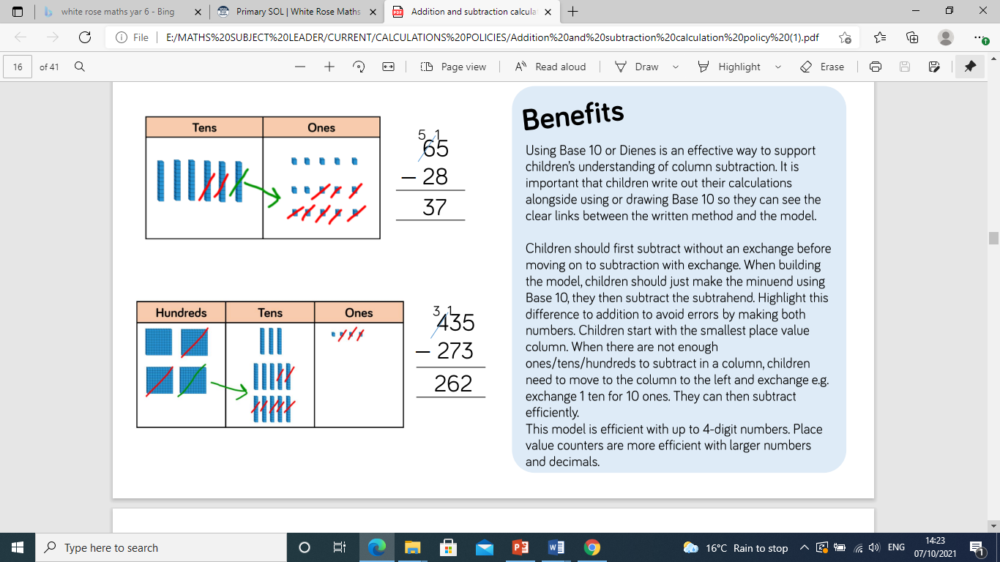 white rose maths yar 6 - Bing
Primary SOL | White Rose Maths
Addition and subtraction calcula
File
E:/MATHS%20SUBJECT%20LEADER/CURRENT/CALCULATIONS%20POLICIES/Addition%20and%20subtraction%20calculation%20policy%20(1).pdf
16
of 41
Page view
Read aloud
Draw
Highlight
Erase
Tens
Ones
5 1
65
− 28
37
Hundreds
Tens
Ones
3 1
435
− 273
262
Benefits
Using Base 10 or Dienes is an effective way to support
children's understanding of column subtraction. It is
important that children write out their calculations
alongside using or drawing Base 10 so they can see the
clear links between the written method and the model.
Children should first subtract without an exchange before
moving on to subtraction with exchange. When building
the model, children should just make the minuend using
Base 10, they then subtract the subtrahend. Highlight this
difference to addition to avoid errors by making both
numbers. Children start with the smallest place value
column. When there are not enough
ones/tens/hundreds to subtract in a column, children
need to move to the column to the left and exchange e.g.
exchange 1 ten for 10 ones. They can then subtract
efficiently.
This model is efficient with up to 4-digit numbers. Place
value counters are more efficient with larger numbers
and decimals.
Type here to search
16°C Rain to stop
ENG
14:23
07/10/2021
1